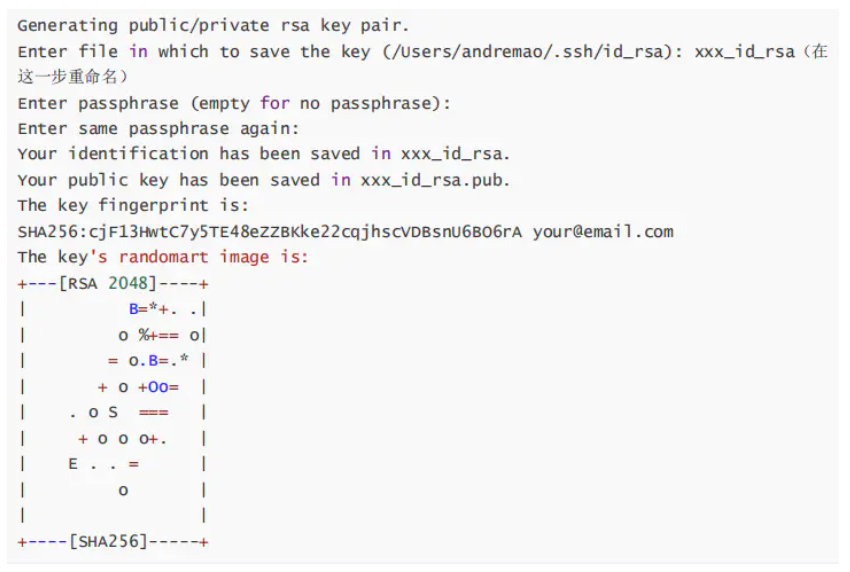 Generating public/private rsa key pair.
Enter file in which to save the key (/Users/andremao/.ssh/id_rsa): xxx_id_rsa（在
这一步重命名）
Enter passphrase (empty for no passphrase):
Enter same passphrase again:
Your identification has been saved in xxx_id_rsa.
Your public key has been saved in xxx_id_rsa.pub.
The key fingerprint is:
SHA256:cjF13HwtC7y5TE48eZZBKke22cqjhscVDBsnU6BO6rA your@email.com
The key's randomart image is:
+---[RSA 2048]----+
|          B=*+. .|
|         o %+== o|
|        = o.B=.* |
|       + o +Oo=  |
|    . o S  ===   |
|     + o o o+.   |
|    E . . =      |
|         o       |
|                 |
+----[SHA256]-----+